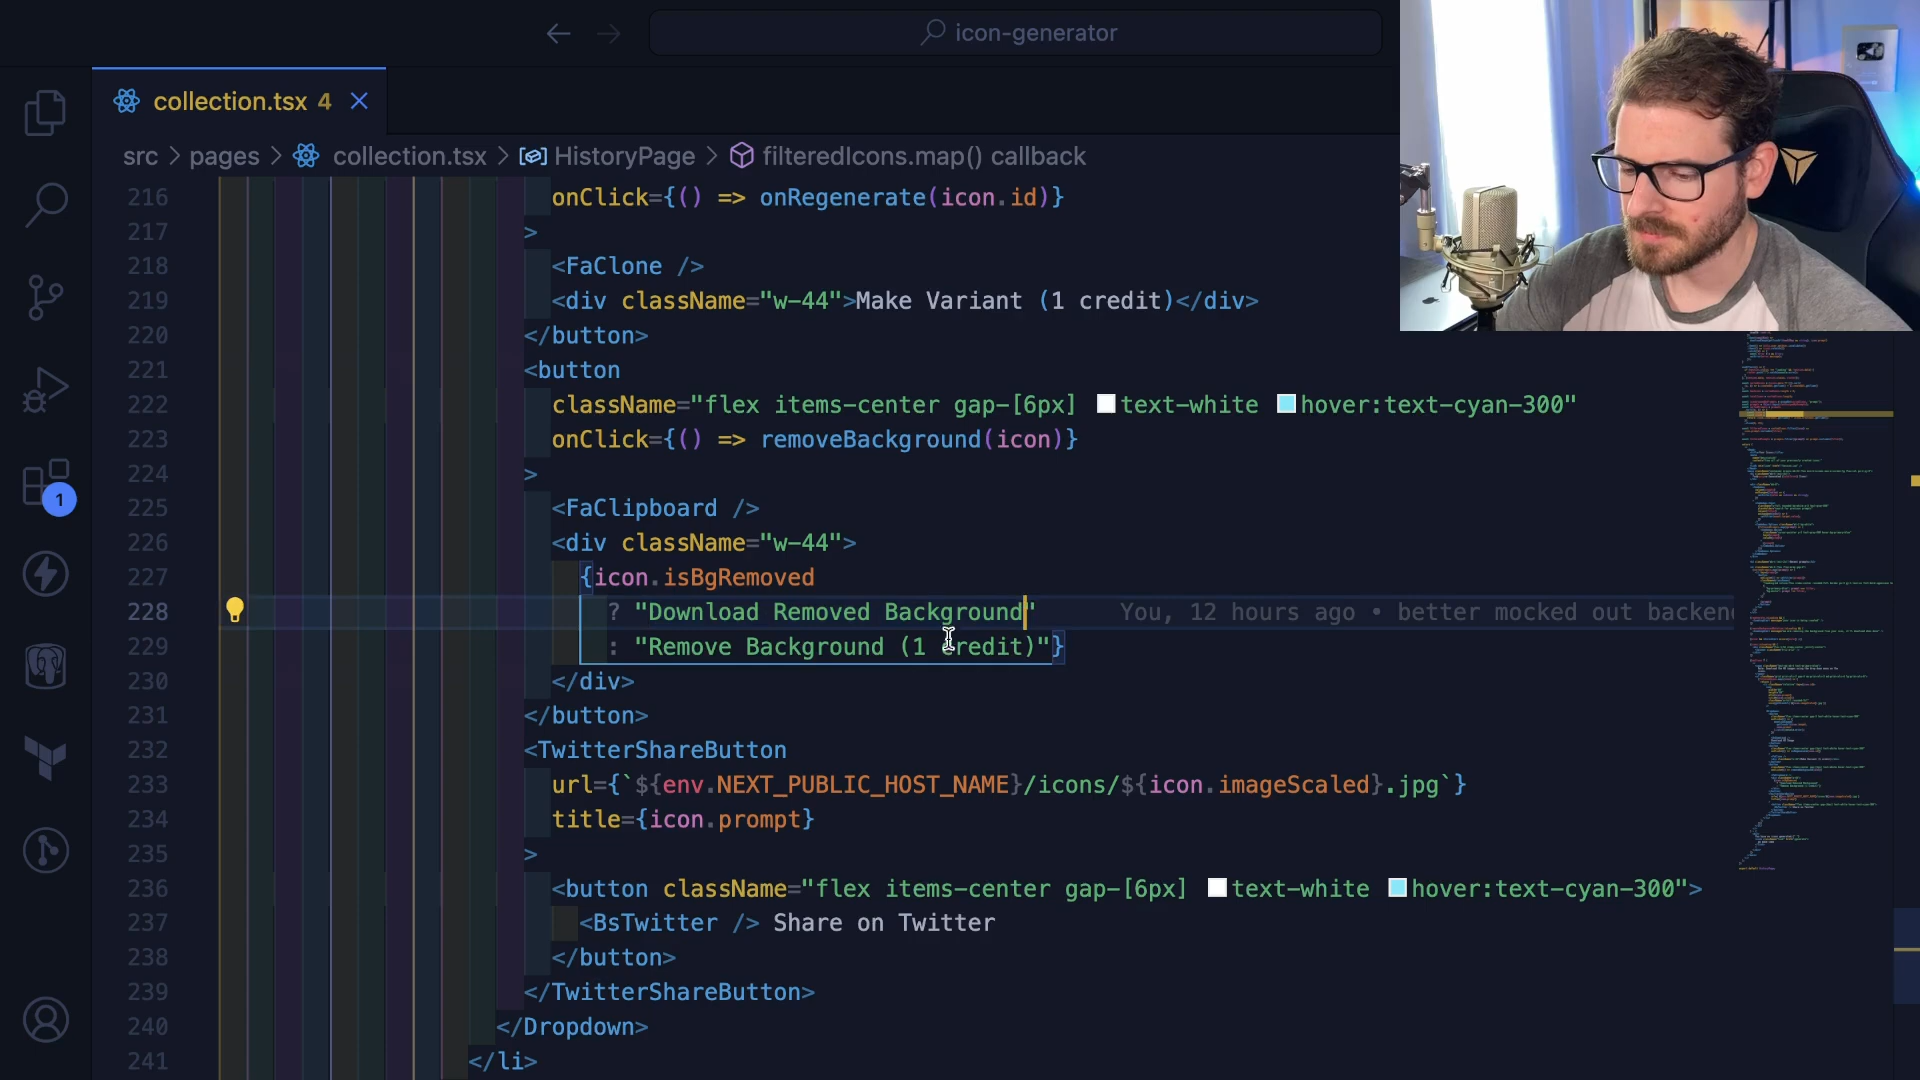 icon-generator
collection.tsx 4
src > pages > collection.tsx > HistoryPage > filteredIcons.map() callback
216 onClick={() => onRegenerate(icon.id)}
217 >
218 <FaClone />
219 <div className="w-44">Make Variant (1 credit)</div>
220 </button>
221 <button
222 className="flex items-center gap-[6px] text-white hover:text-cyan-300"
223 onClick={() => removeBackground(icon)}
224 >
225 <FaClipboard />
226 <div className="w-44">
227 {icon.isBgRemoved
228 ? "Download Removed Background" You, 12 hours ago • better mocked out backen
229 : "Remove Background (1 credit)"}
230 </div>
231 </button>
232 <TwitterShareButton
233 url={`${env.NEXT_PUBLIC_HOST_NAME}/icons/${icon.imageScaled}.jpg`}
234 title={icon.prompt}
235 >
236 <button className="flex items-center gap-[6px] text-white hover:text-cyan-300">
237 <BsTwitter /> Share on Twitter
238 </button>
239 </TwitterShareButton>
240 </Dropdown>
241 </li>
1